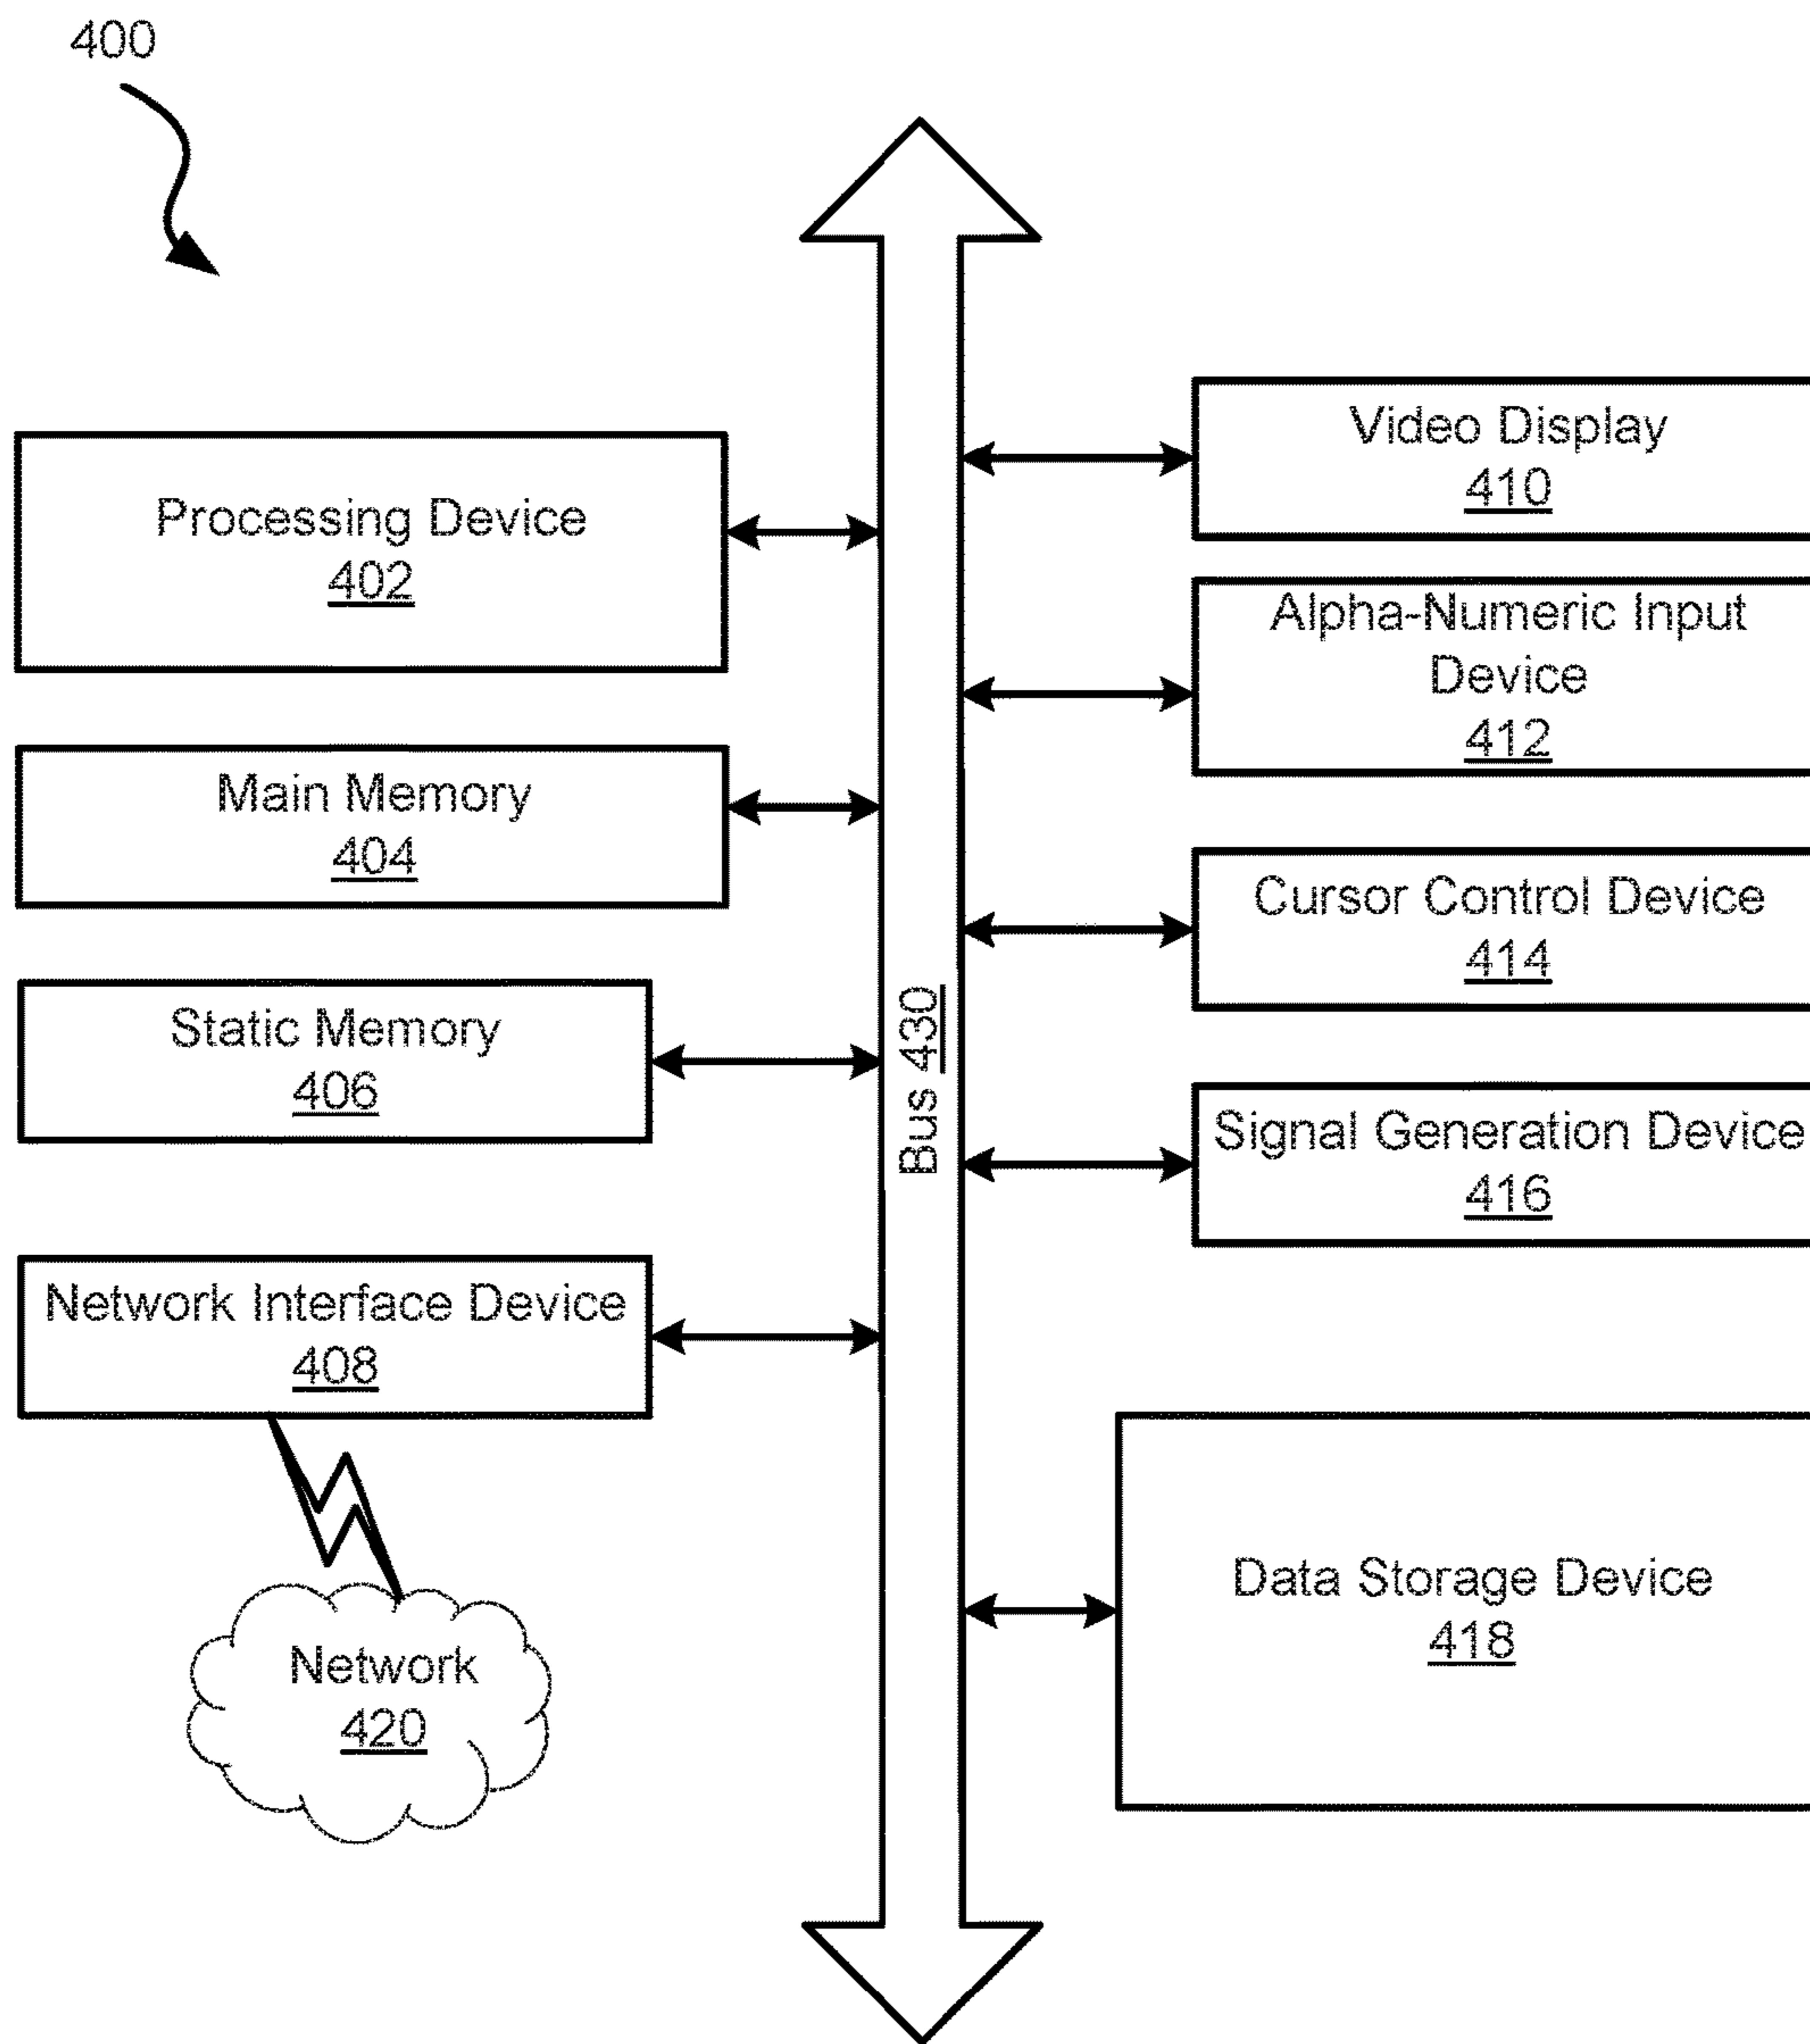 400
Processing Device
402
Main Memory
404
Static Memory
406
Network Interface Device
408
Network
420
Bus 430
Video Display
410
Alpha-Numeric Input
Device
412
Cursor Control Device
414
Signal Generation Device
416
Data Storage Device
418